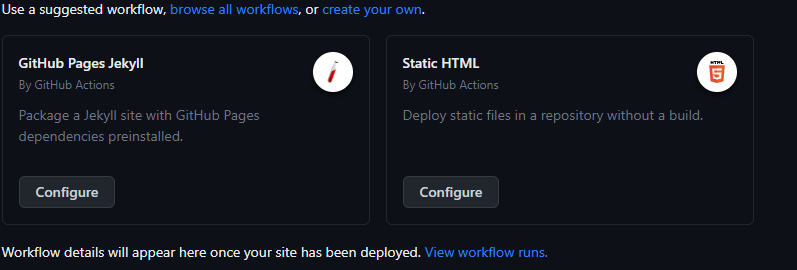 Use a suggested workflow, browse all workflows, or create your own.
GitHub Pages Jekyll
By GitHub Actions
Package a Jekyll site with GitHub Pages
dependencies preinstalled.
Configure
Static HTML
By GitHub Actions
HTML
5
Deploy static files in a repository without a build.
Configure
Workflow details will appear here once your site has been deployed. View workflow runs.